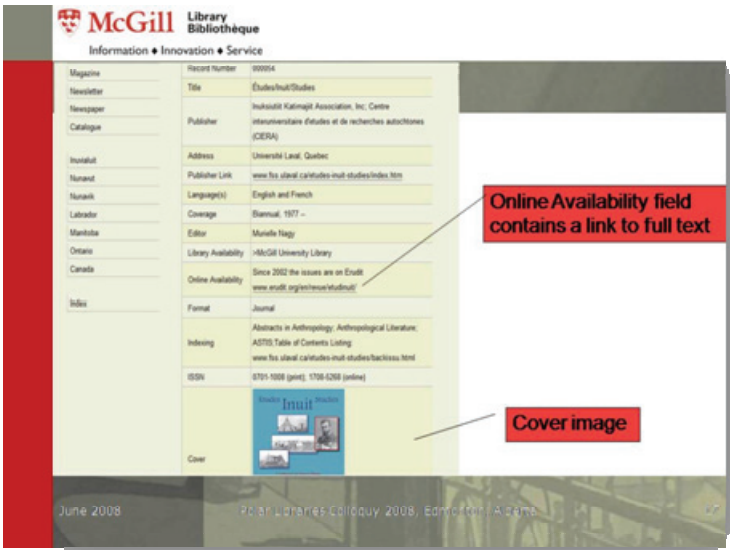 McGill Library
Bibliothèque
Information ♦ Innovation ♦ Service
Magazine
Newsletter
Newspaper
Catalogue
Inuvialuit
Nunavut
Nunavik
Labrador
Manitoba
Ontario
Canada
Index
Record Number 000054
Title Études/Inuit/Studies
Publisher Inuksiutiit Katimajiit Association, Inc; Centre
interuniversitaire d'etudes et de recherches autochtones
(CIERA)
Address Université Laval, Quebec
Publisher Link www.fss.ulaval.ca/etudes-inuit-studies/index.htm
Language(s) English and French
Coverage Biannual, 1977 –
Editor Murielle Nagy
Library Availability >McGill University Library
Online Availability Since 2002 the issues are on Erudit
www.erudit.org/en/revue/etudinuit/
Format Journal
Indexing Abstracts in Anthropology; Anthropological Literature;
ASTIS;Table of Contents Listing:
www.fss.ulaval.ca/etudes-inuit-studies/backissu.html
ISSN 0701-1008 (print); 1708-5268 (online)
Cover
Études Inuit Studies
Online Availability field
contains a link to full text
Cover image
June 2008 Polar Libraries Colloquy 2008, Edmonton, Alberta